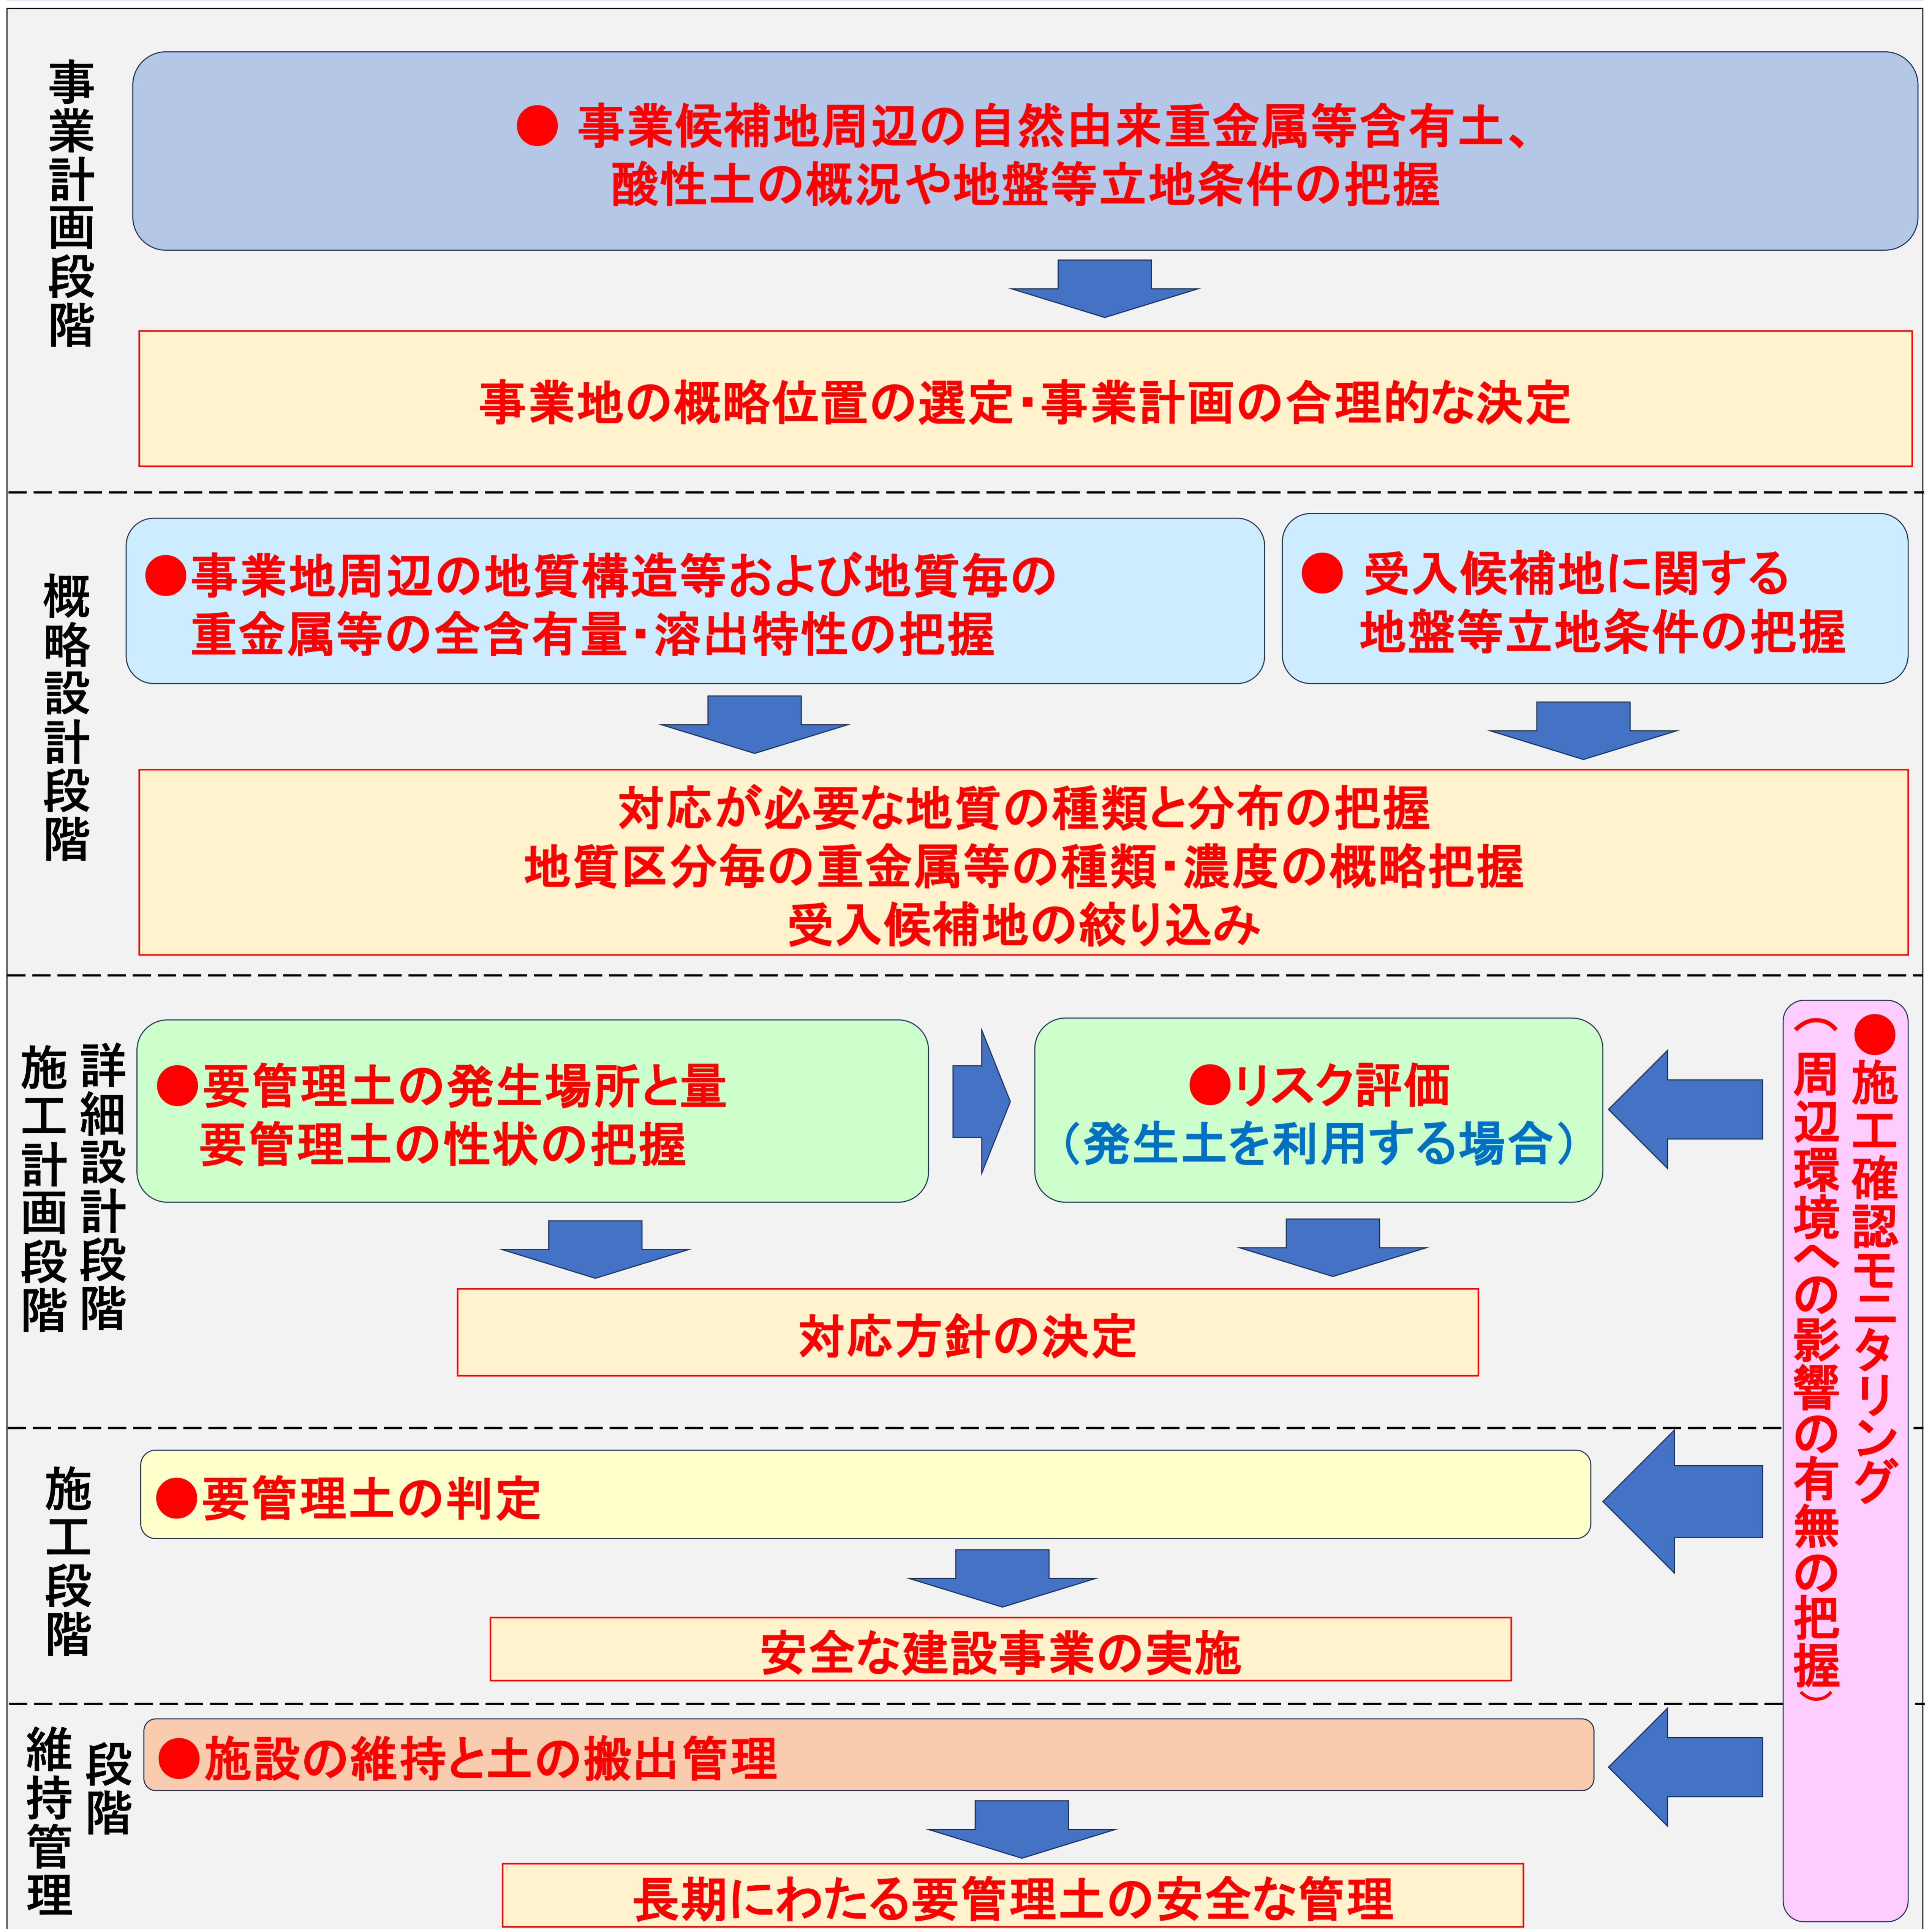 事業計画段階
● 事業候補地周辺の自然由来重金属等含有土、
酸性土の概況や地盤等立地条件の把握
事業地の概略位置の選定・事業計画の合理的な決定
概略設計段階
●事業地周辺の地質構造等および地質毎の
重金属等の全含有量・溶出特性の把握
● 受入候補地に関する
地盤等立地条件の把握
対応が必要な地質の種類と分布の把握
地質区分毎の重金属等の種類・濃度の概略把握
受入候補地の絞り込み
詳細設計段階
施工計画段階
●要管理土の発生場所と量
要管理土の性状の把握
●リスク評価
（発生土を利用する場合）
対応方針の決定
●施工確認モニタリング
（周辺環境への影響の有無の把握）
施工段階
●要管理土の判定
安全な建設事業の実施
維持管理
段階
●施設の維持と土の搬出管理
長期にわたる要管理土の安全な管理